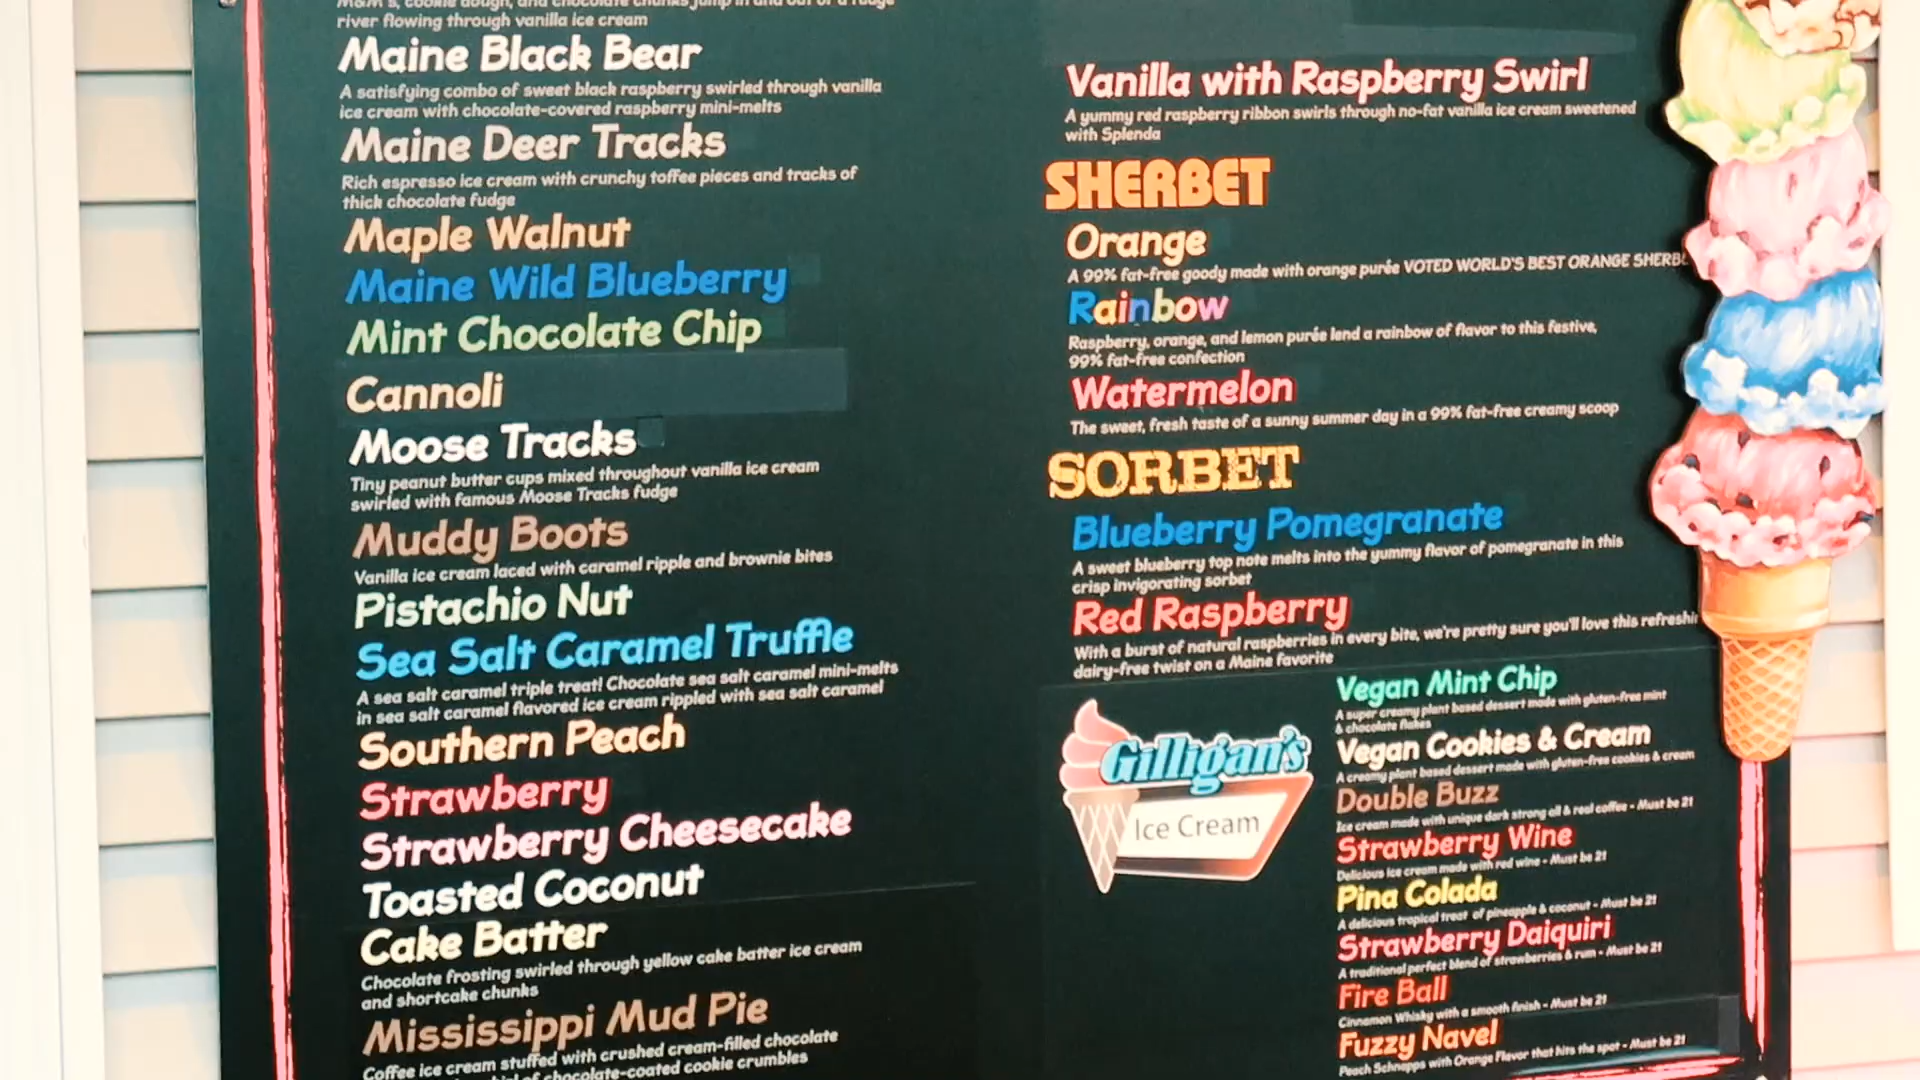 M&M's, cookie dough, and chocolate chunks jump in and out of a fudge
river flowing through vanilla ice cream
Maine Black Bear
A satisfying combo of sweet black raspberry swirled through vanilla
ice cream with chocolate-covered raspberry mini-melts
Maine Deer Tracks
Rich espresso ice cream with crunchy toffee pieces and tracks of
thick chocolate fudge
Maple Walnut
Maine Wild Blueberry
Mint Chocolate Chip
Cannoli
Moose Tracks
Tiny peanut butter cups mixed throughout vanilla ice cream
swirled with famous Moose Tracks fudge
Muddy Boots
Vanilla ice cream laced with caramel ripple and brownie bites
Pistachio Nut
Sea Salt Caramel Truffle
A sea salt caramel triple treat! Chocolate sea salt caramel mini-melts
in sea salt caramel flavored ice cream rippled with sea salt caramel
Southern Peach
Strawberry
Strawberry Cheesecake
Toasted Coconut
Cake Batter
Chocolate frosting swirled through yellow cake batter ice cream
and shortcake chunks
Mississippi Mud Pie
Coffee ice cream stuffed with crushed cream-filled chocolate
of chocolate-coated cookie crumbles
Vanilla with Raspberry Swirl
A yummy red raspberry ribbon swirls through no-fat vanilla ice cream sweetened
with Splenda
SHERBET
Orange
A 99% fat-free goody made with orange purée VOTED WORLD'S BEST ORANGE SHERBE
Rainbow
Raspberry, orange, and lemon purée lend a rainbow of flavor to this festive,
99% fat-free confection
Watermelon
The sweet, fresh taste of a sunny summer day in a 99% fat-free creamy scoop
SORBET
Blueberry Pomegranate
A sweet blueberry top note melts into the yummy flavor of pomegranate in this
crisp invigorating sorbet
Red Raspberry
With a burst of natural raspberries in every bite, we're pretty sure you'll love this refreshin
dairy-free twist on a Maine favorite
Gilligan's
Ice Cream
Vegan Mint Chip
A super creamy plant based dessert made with gluten-free mint
& chocolate flakes
Vegan Cookies & Cream
A creamy plant based dessert made with gluten-free cookies & cream
Double Buzz
Ice cream made with unique dark strong oil & real coffee - Must be 21
Strawberry Wine
Delicious Ice cream made with red wine - Must be 21
Pina Colada
A delicious tropical treat of pineapple & coconut - Must be 21
Strawberry Daiquiri
A traditional perfect blend of strawberries & rum - Must be 21
Fire Ball
Cinnamon Whisky with a smooth finish - Must be 21
Fuzzy Navel
Peach Schnapps with Orange Flavor that hits the spot - Must be 21